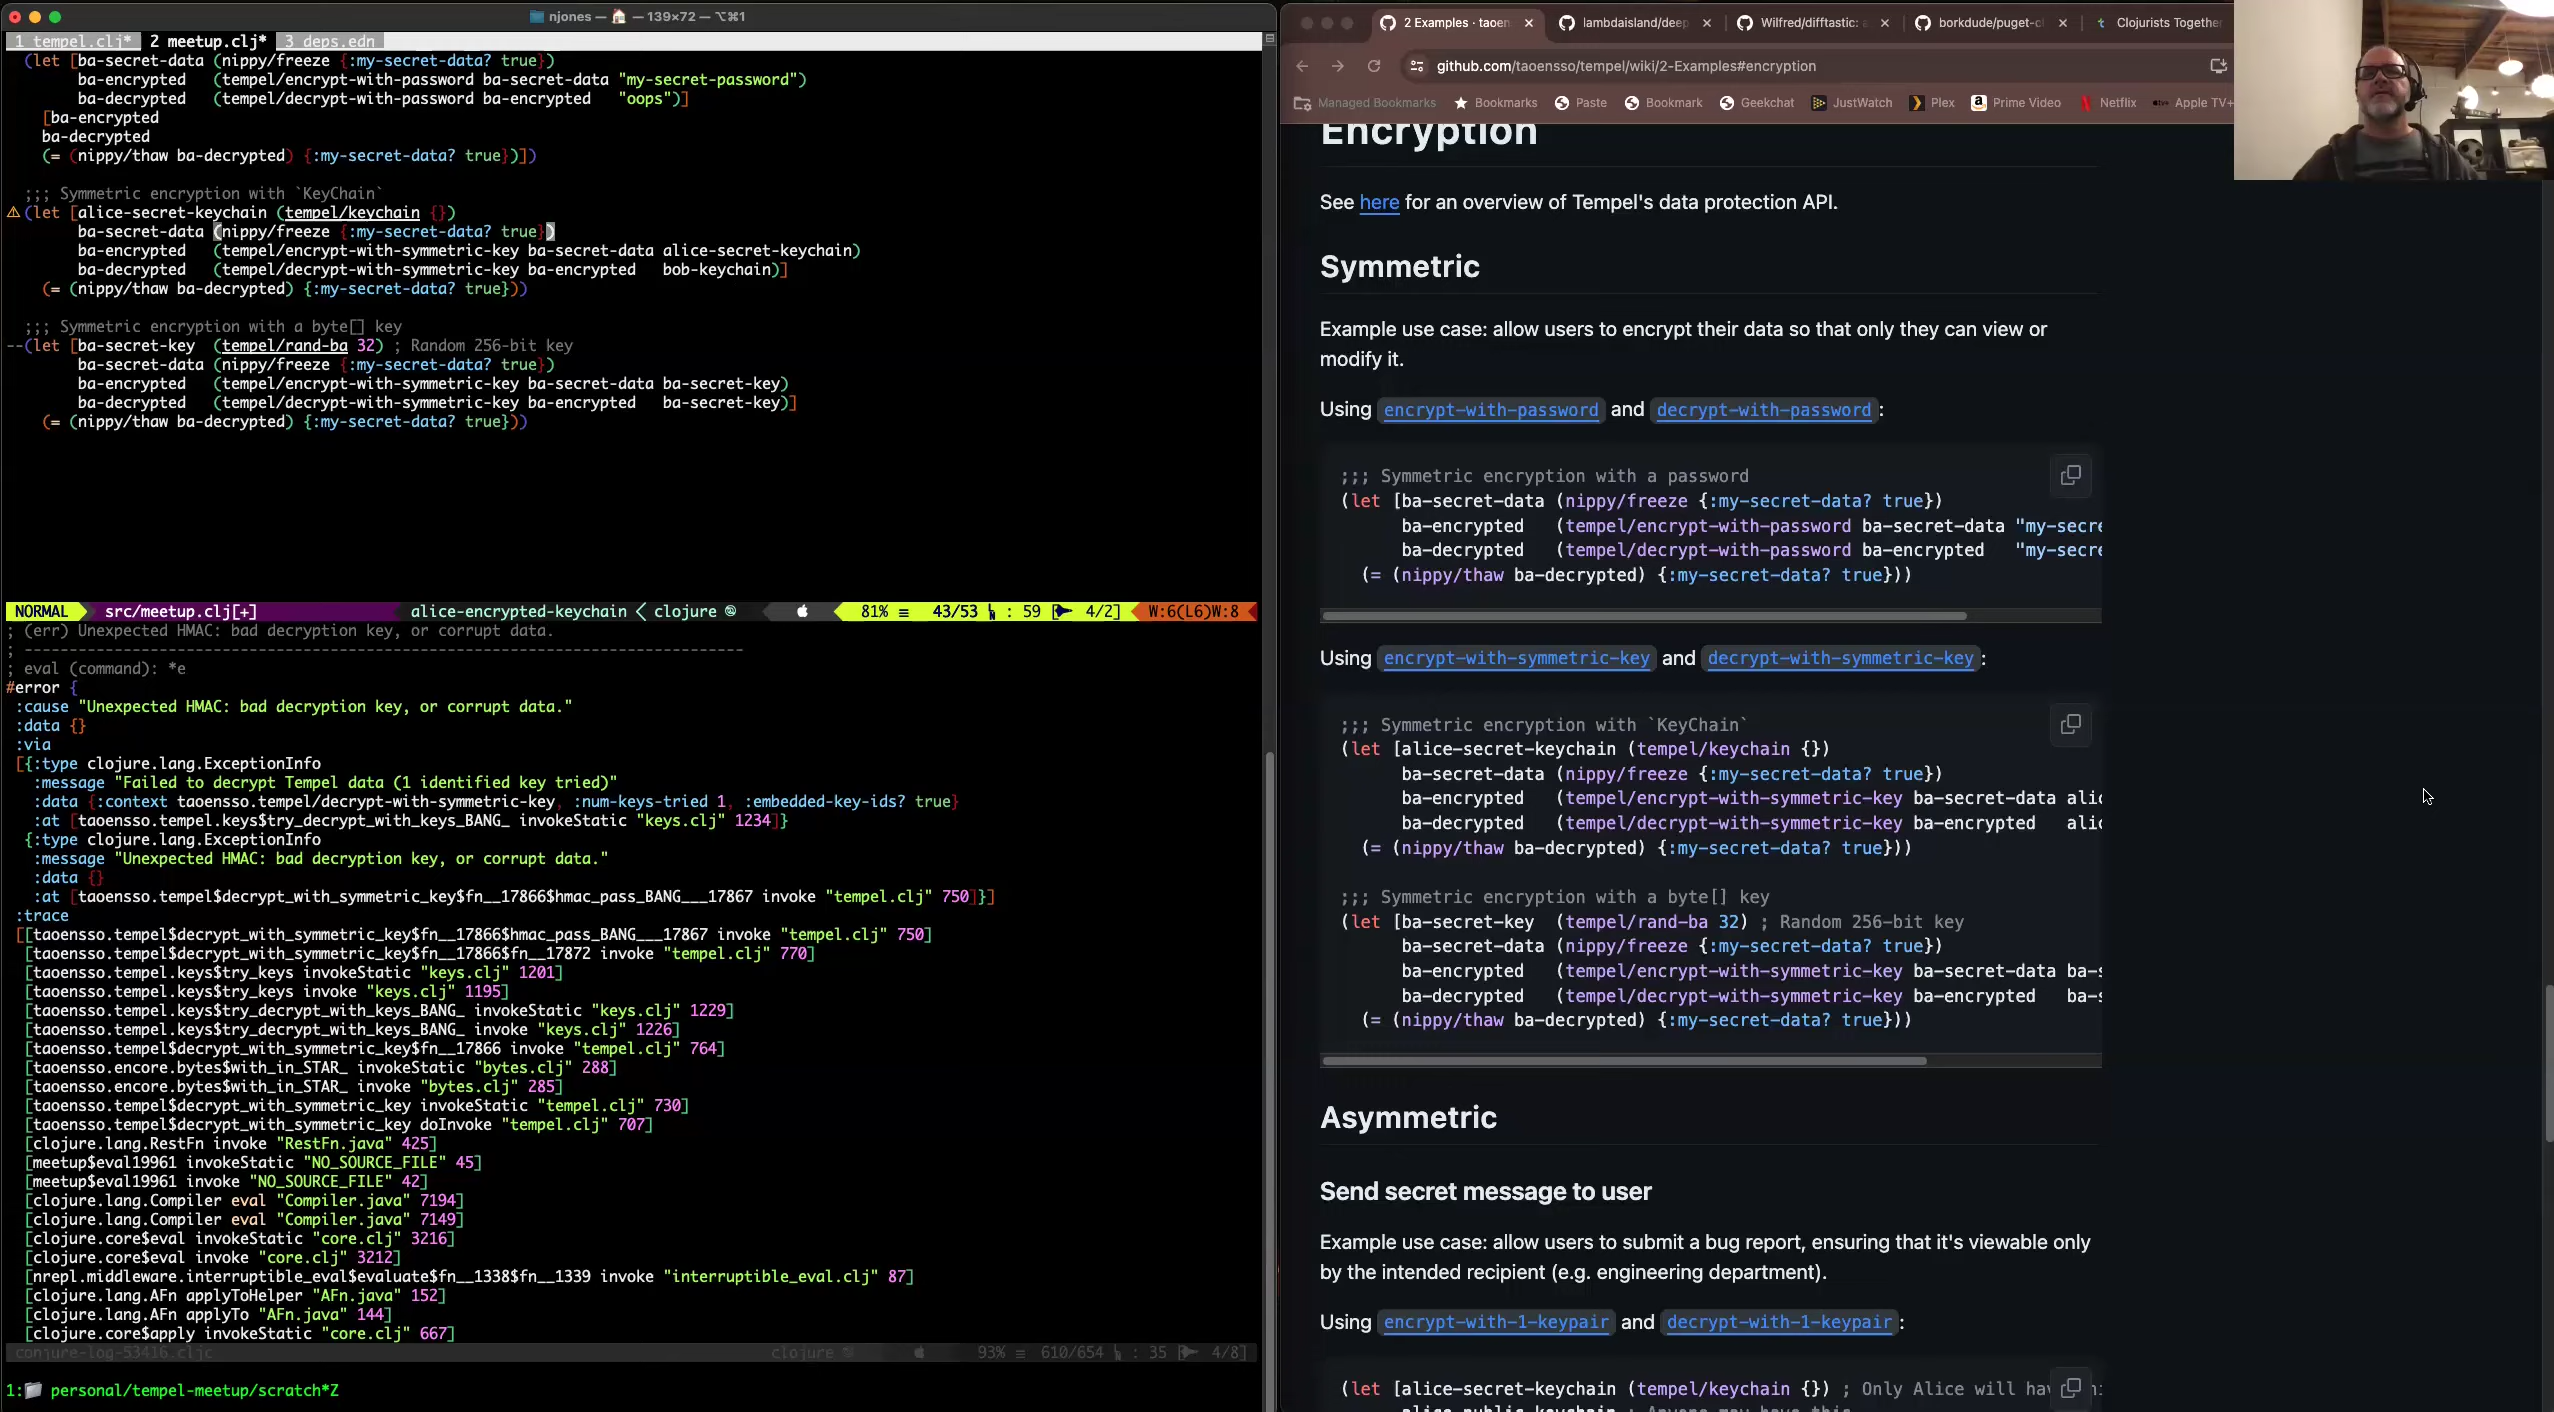 njones — 🏠 — 139×72 — ⌥⌘1
1 tempel.clj* 2 meetup.clj* 3 deps.edn
(let [ba-secret-data (nippy/freeze {:my-secret-data? true})
ba-encrypted (tempel/encrypt-with-password ba-secret-data "my-secret-password")
ba-decrypted (tempel/decrypt-with-password ba-encrypted "oops")]
[ba-encrypted
ba-decrypted
(= (nippy/thaw ba-decrypted) {:my-secret-data? true})])
;;; Symmetric encryption with `KeyChain`
⚠(let [alice-secret-keychain (tempel/keychain {})
ba-secret-data (nippy/freeze {:my-secret-data? true})
ba-encrypted (tempel/encrypt-with-symmetric-key ba-secret-data alice-secret-keychain)
ba-decrypted (tempel/decrypt-with-symmetric-key ba-encrypted bob-keychain)]
(= (nippy/thaw ba-decrypted) {:my-secret-data? true}))
;;; Symmetric encryption with a byte[] key
--(let [ba-secret-key (tempel/rand-ba 32) ; Random 256-bit key
ba-secret-data (nippy/freeze {:my-secret-data? true})
ba-encrypted (tempel/encrypt-with-symmetric-key ba-secret-data ba-secret-key)
ba-decrypted (tempel/decrypt-with-symmetric-key ba-encrypted ba-secret-key)]
(= (nippy/thaw ba-decrypted) {:my-secret-data? true}))
NORMAL src/meetup.clj[+] alice-encrypted-keychain < clojure 81% ≡ 43/53 : 59 4/2] W:6(L6)W:8
; (err) Unexpected HMAC: bad decryption key, or corrupt data.
; --------------------------------------------------------------------------------
; eval (command): *e
#error {
:cause "Unexpected HMAC: bad decryption key, or corrupt data."
:data {}
:via
[{:type clojure.lang.ExceptionInfo
:message "Failed to decrypt Tempel data (1 identified key tried)"
:data {:context taoensso.tempel/decrypt-with-symmetric-key, :num-keys-tried 1, :embedded-key-ids? true}
:at [taoensso.tempel.keys$try_decrypt_with_keys_BANG_ invokeStatic "keys.clj" 1234]}
{:type clojure.lang.ExceptionInfo
:message "Unexpected HMAC: bad decryption key, or corrupt data."
:data {}
:at [taoensso.tempel$decrypt_with_symmetric_key$fn__17866$hmac_pass_BANG___17867 invoke "tempel.clj" 750]}]
:trace
[[taoensso.tempel$decrypt_with_symmetric_key$fn__17866$hmac_pass_BANG___17867 invoke "tempel.clj" 750]
[taoensso.tempel$decrypt_with_symmetric_key$fn__17866$fn__17872 invoke "tempel.clj" 770]
[taoensso.tempel.keys$try_keys invokeStatic "keys.clj" 1201]
[taoensso.tempel.keys$try_keys invoke "keys.clj" 1195]
[taoensso.tempel.keys$try_decrypt_with_keys_BANG_ invokeStatic "keys.clj" 1229]
[taoensso.tempel.keys$try_decrypt_with_keys_BANG_ invoke "keys.clj" 1226]
[taoensso.tempel$decrypt_with_symmetric_key$fn__17866 invoke "tempel.clj" 764]
[taoensso.encore.bytes$with_in_STAR_ invokeStatic "bytes.clj" 288]
[taoensso.encore.bytes$with_in_STAR_ invoke "bytes.clj" 285]
[taoensso.tempel$decrypt_with_symmetric_key invokeStatic "tempel.clj" 730]
[taoensso.tempel$decrypt_with_symmetric_key doInvoke "tempel.clj" 707]
[clojure.lang.RestFn invoke "RestFn.java" 425]
[meetup$eval19961 invokeStatic "NO_SOURCE_FILE" 45]
[meetup$eval19961 invoke "NO_SOURCE_FILE" 42]
[clojure.lang.Compiler eval "Compiler.java" 7194]
[clojure.lang.Compiler eval "Compiler.java" 7149]
[clojure.core$eval invokeStatic "core.clj" 3216]
[clojure.core$eval invoke "core.clj" 3212]
[nrepl.middleware.interruptible_eval$evaluate$fn__1338$fn__1339 invoke "interruptible_eval.clj" 87]
[clojure.lang.AFn applyToHelper "AFn.java" 152]
[clojure.lang.AFn applyTo "AFn.java" 144]
[clojure.core$apply invokeStatic "core.clj" 667]
conjure-log-53416.cljc clojure 93% ≡ 610/654 : 35 4/8]
1: personal/tempel-meetup/scratch*Z
2 Examples · taoen × lambdaisland/deep × Wilfred/difftastic: a × borkdude/puget-cl × Clojurists Together
github.com/taoensso/tempel/wiki/2-Examples#encryption
Managed Bookmarks Bookmarks Paste Bookmark Geekchat JustWatch Plex Prime Video Netflix Apple TV+
Encryption
See here for an overview of Tempel's data protection API.
Symmetric
Example use case: allow users to encrypt their data so that only they can view or
modify it.
Using encrypt-with-password and decrypt-with-password:
;;; Symmetric encryption with a password
(let [ba-secret-data (nippy/freeze {:my-secret-data? true})
ba-encrypted (tempel/encrypt-with-password ba-secret-data "my-secre
ba-decrypted (tempel/decrypt-with-password ba-encrypted "my-secre
(= (nippy/thaw ba-decrypted) {:my-secret-data? true}))
Using encrypt-with-symmetric-key and decrypt-with-symmetric-key:
;;; Symmetric encryption with `KeyChain`
(let [alice-secret-keychain (tempel/keychain {})
ba-secret-data (nippy/freeze {:my-secret-data? true})
ba-encrypted (tempel/encrypt-with-symmetric-key ba-secret-data alic
ba-decrypted (tempel/decrypt-with-symmetric-key ba-encrypted alic
(= (nippy/thaw ba-decrypted) {:my-secret-data? true}))
;;; Symmetric encryption with a byte[] key
(let [ba-secret-key (tempel/rand-ba 32) ; Random 256-bit key
ba-secret-data (nippy/freeze {:my-secret-data? true})
ba-encrypted (tempel/encrypt-with-symmetric-key ba-secret-data ba-s
ba-decrypted (tempel/decrypt-with-symmetric-key ba-encrypted ba-s
(= (nippy/thaw ba-decrypted) {:my-secret-data? true}))
Asymmetric
Send secret message to user
Example use case: allow users to submit a bug report, ensuring that it's viewable only
by the intended recipient (e.g. engineering department).
Using encrypt-with-1-keypair and decrypt-with-1-keypair:
(let [alice-secret-keychain (tempel/keychain {}) ; Only Alice will hav